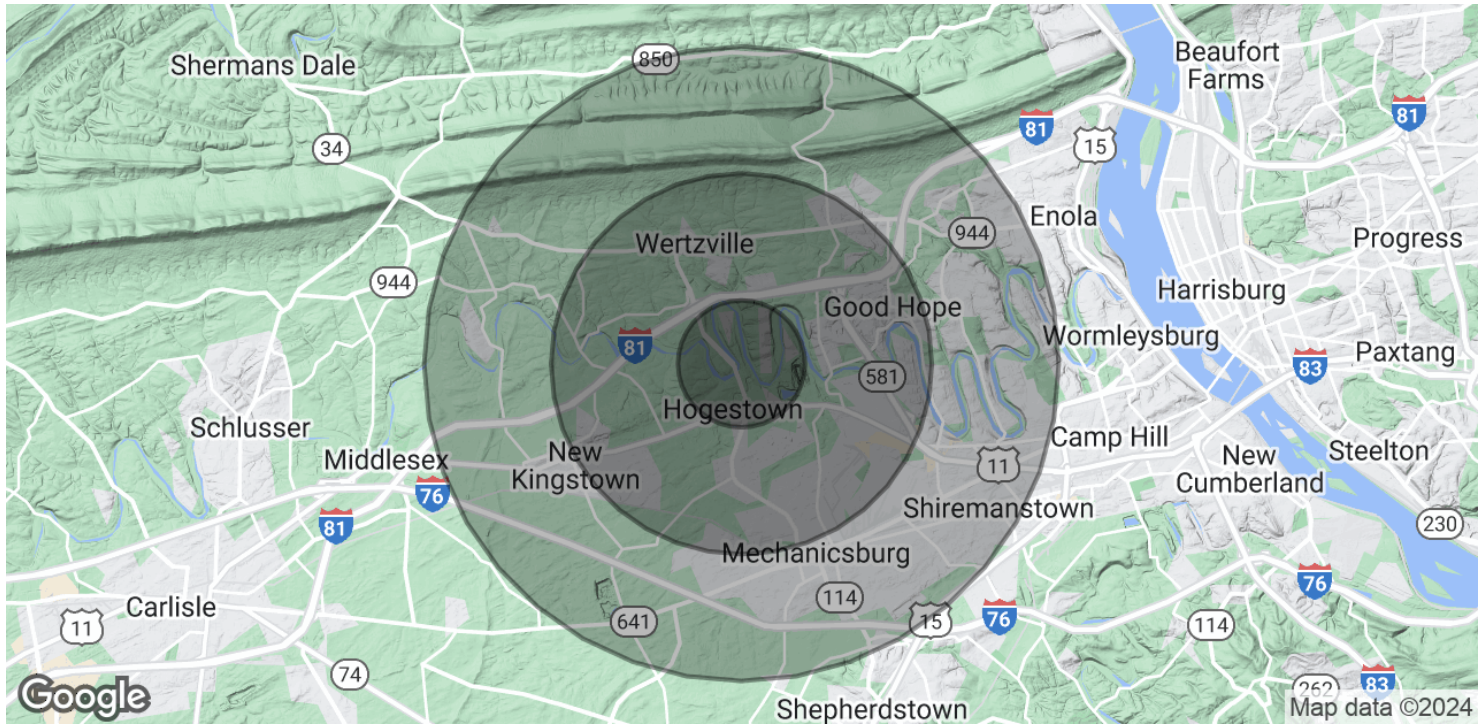 850
Beaufort
Farms
Shermans Dale
81
81
15
34
Enola
944
Wertzville
Progress
944
Harrisburg
Good Hope
Wormleysburg
81
Paxtang
83
581
Hogestown
Schlusser
Camp Hill
Steelton
Middlesex
New
Kingstown
New
Cumberland
11
76
Shiremanstown
81
230
Mechanicsburg
76
114
Carlisle
11
641
15
76
114
74
Google
262
83
Shepherdstown
Map data ©2024